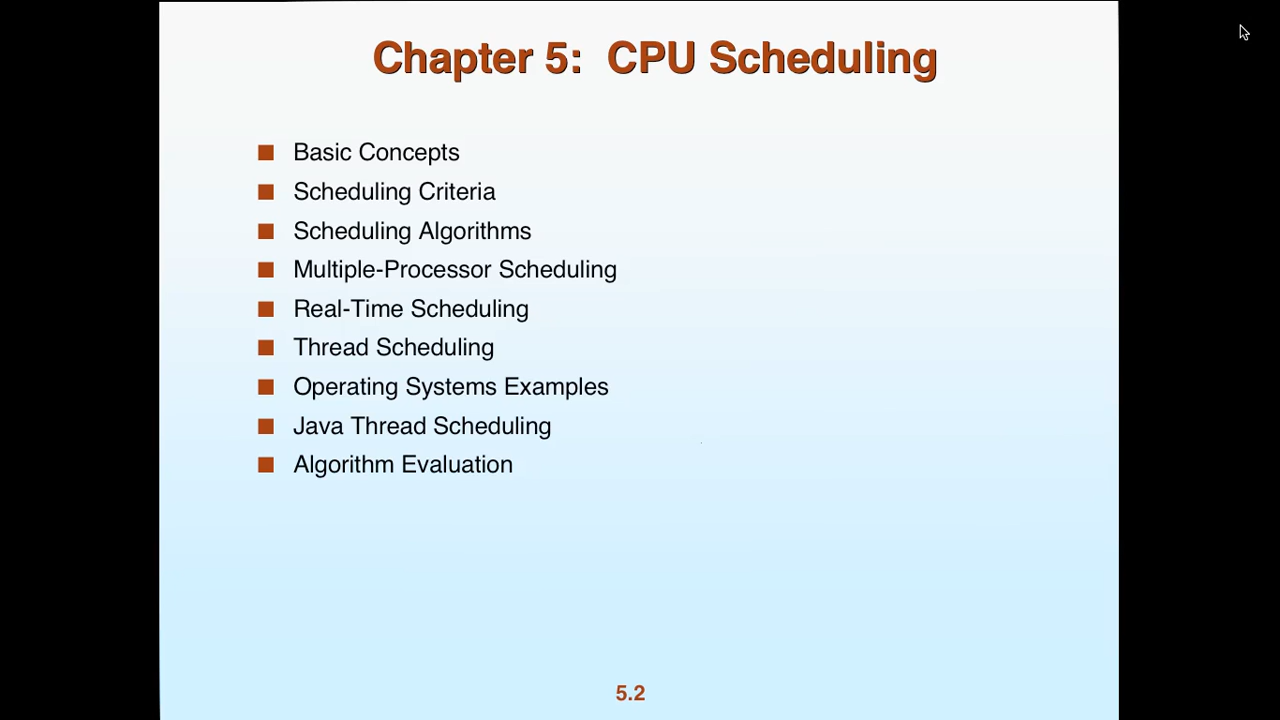 Chapter 5: CPU Scheduling
Basic Concepts
Scheduling Criteria
Scheduling Algorithms
Multiple-Processor Scheduling
Real-Time Scheduling
Thread Scheduling
Operating Systems Examples
Java Thread Scheduling
Algorithm Evaluation
5.2